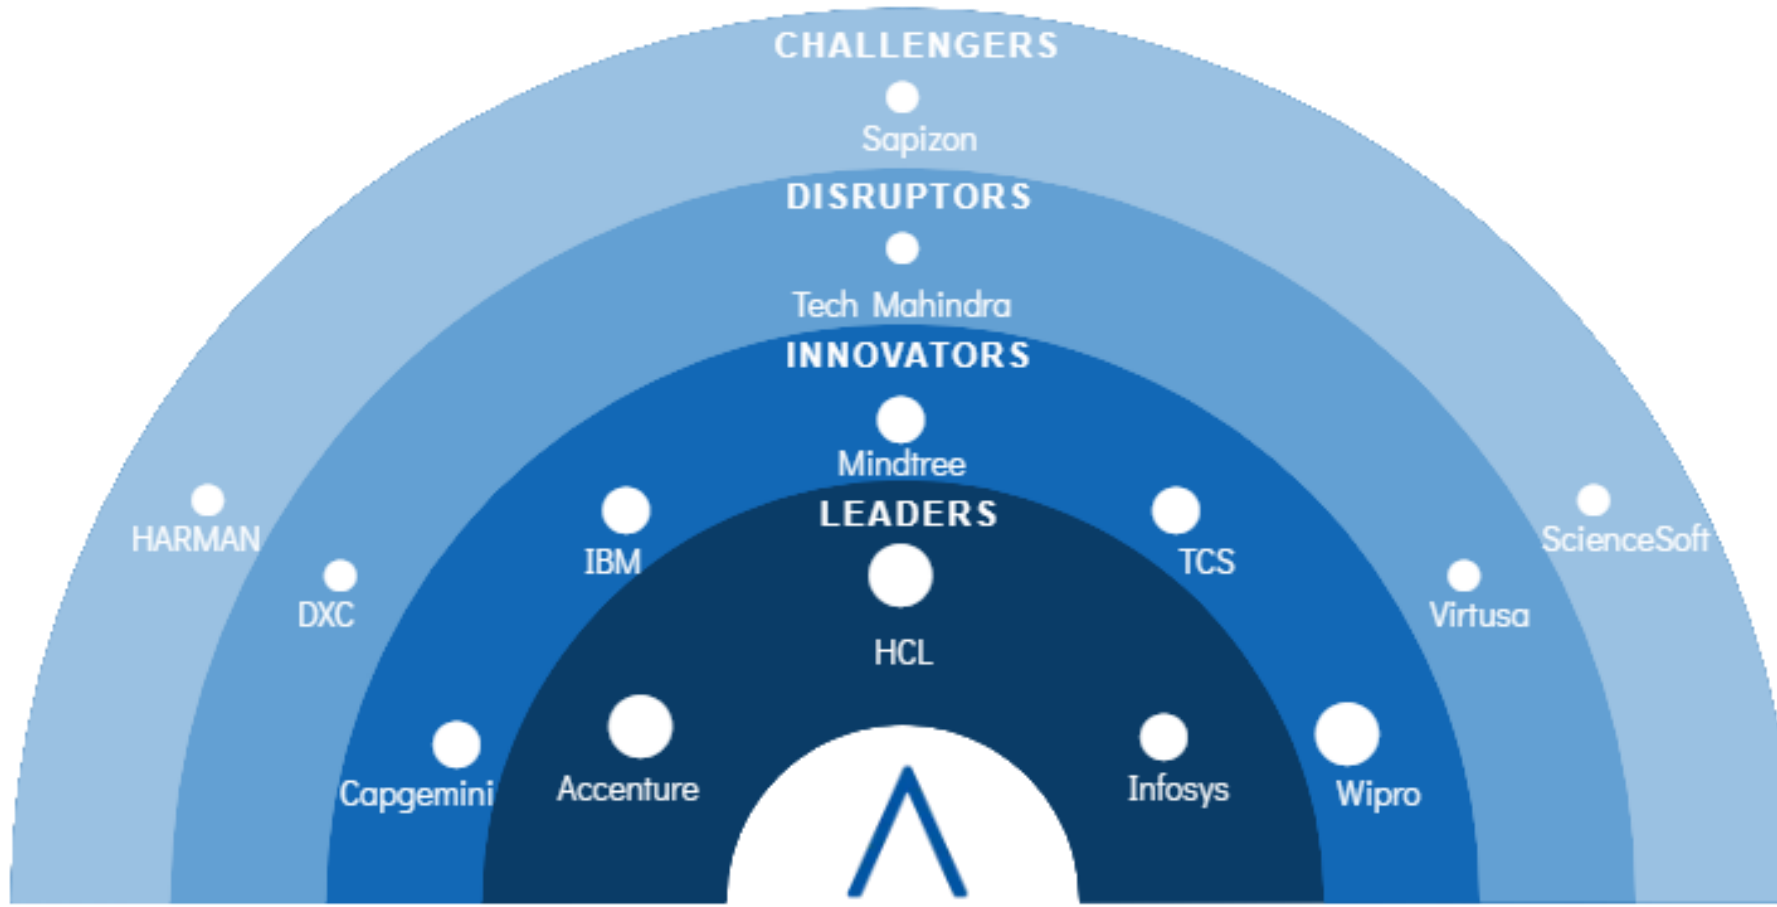 CHALLENGERS
Sapizon
DISRUPTORS
Tech Mahindra
INNOVATORS
Mindtree
LEADERS
HARMAN
ScienceSoft
IBM
TCS
DXC
Virtusa
HCL
Capgemini
Accenture
Infosys
Wipro